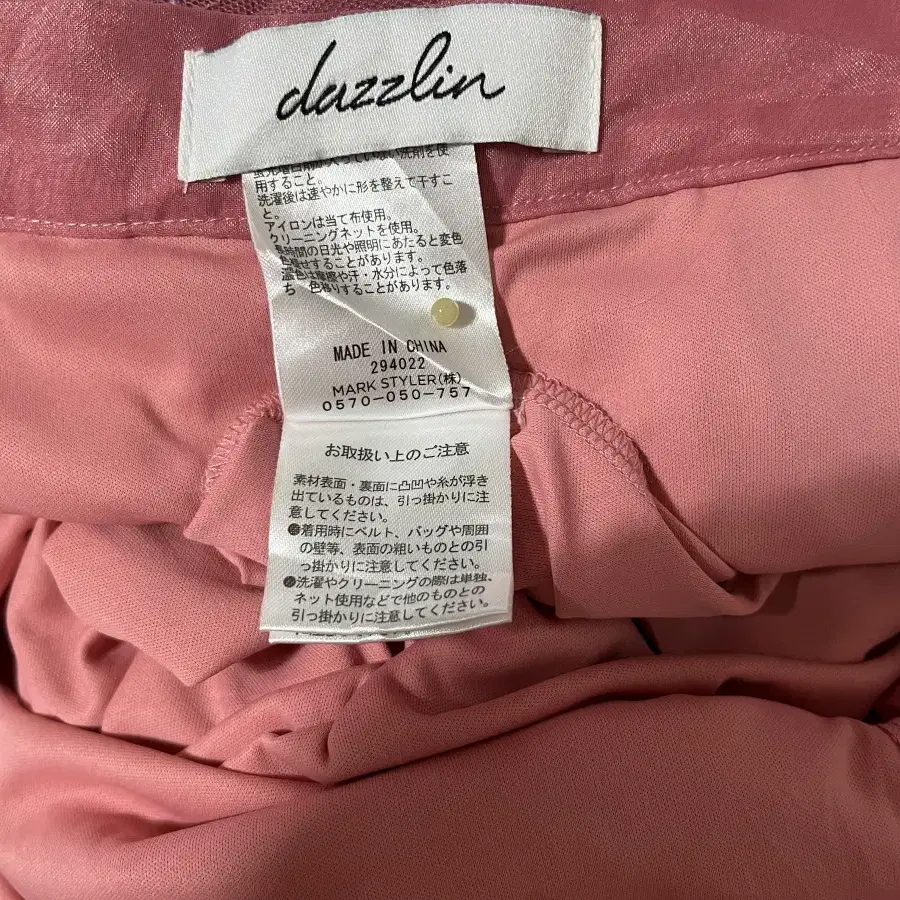 dazzlin
用すること。
洗濯後は速やかに形を整えて干すこ
と。
アイロンは当て布使用。
クリーニングネットを使用。
時間の日光や照明にあたると変色
することがあります。
濃色は摩擦や汗・水分によって色落
ち 色移りすることがあります。
MADE IN CHINA
294022
MARK STYLER(株)
0570-050-757
お取扱い上のご注意
素材表面・裏面に凸凹や糸が浮き
出ているものは、引っ掛かりに注
意してください。
●着用時にベルト、バッグや周囲
の壁等、表面の粗いものとの引
っ掛かりに注意してください。
●洗濯やクリーニングの際は単独、
ネット使用などで他のものとの
引っ掛かりに注意してください。